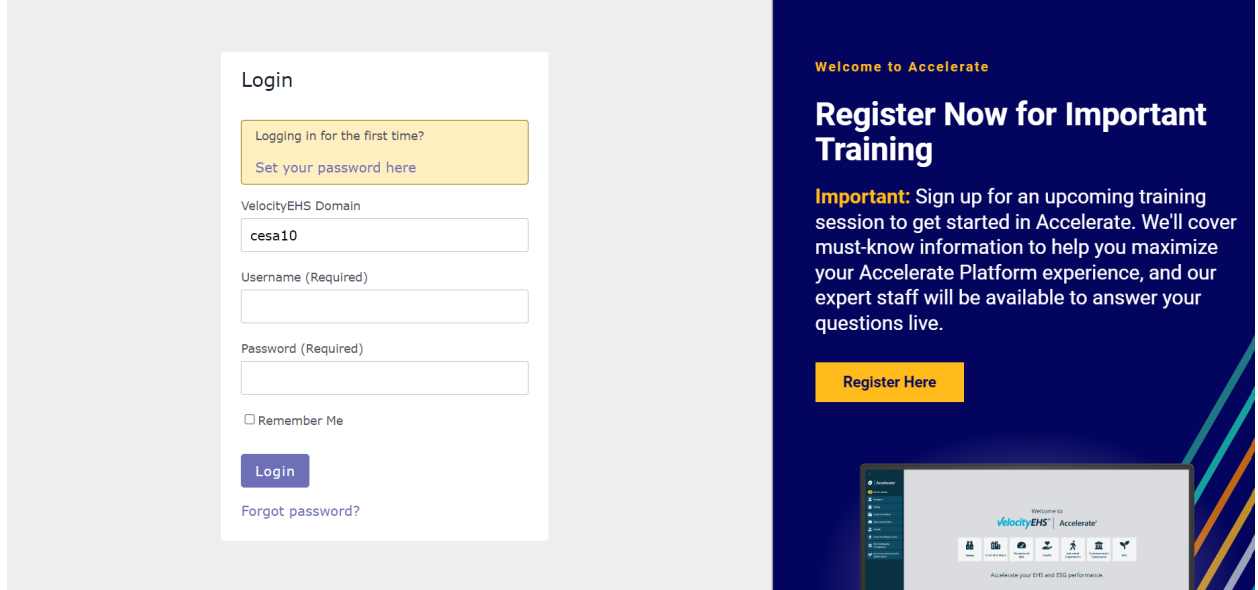 Login
Logging in for the first time?
Set your password here
VelocityEHS Domain
cesa10
Username (Required)
Password (Required)
Remember Me
Login
Forgot password?
Welcome to Accelerate
Register Now for Important
Training
Important: Sign up for an upcoming training
session to get started in Accelerate. We'll cover
must-know information to help you maximize
your Accelerate Platform experience, and our
expert staff will be available to answer your
questions live.
Register Here
Accelerate
Welcome to
VelocityEHS | Accelerate
Accelerate your EHS and ESG performance.